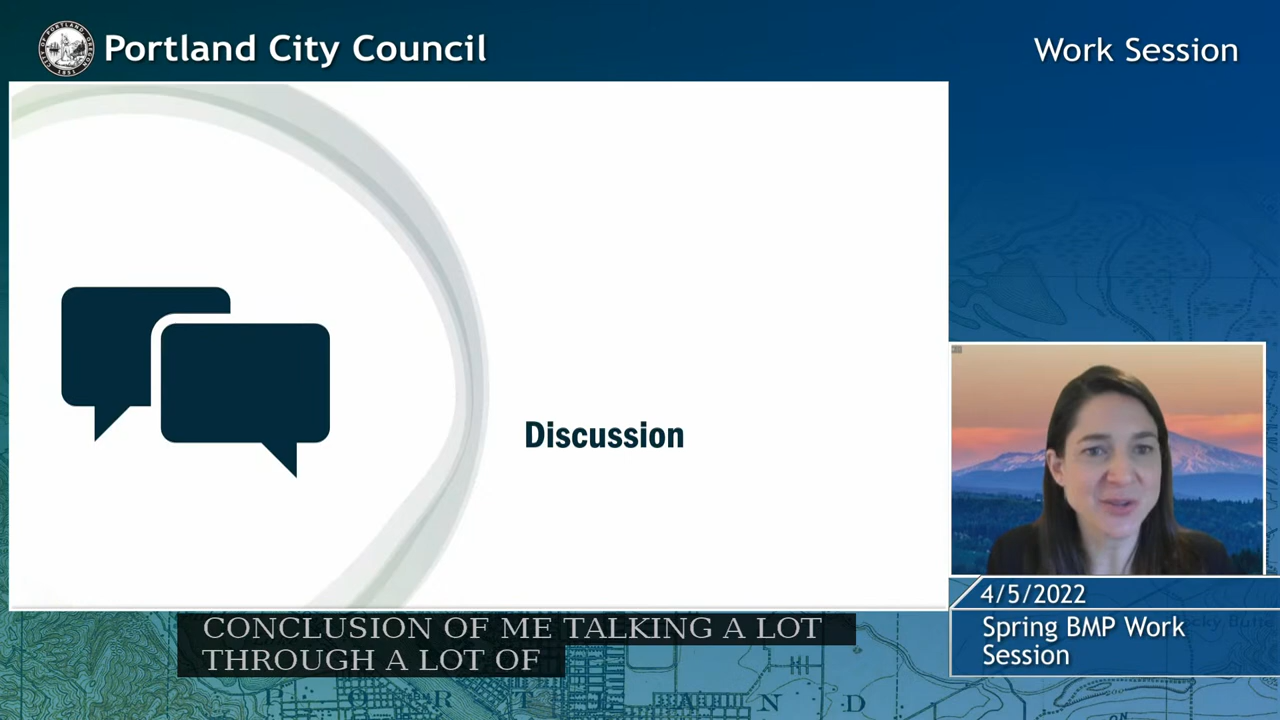 Portland City Council
Work Session
Discussion
4/5/2022
Spring BMP Work
Session
CONCLUSION OF ME TALKING A LOT
THROUGH A LOT OF